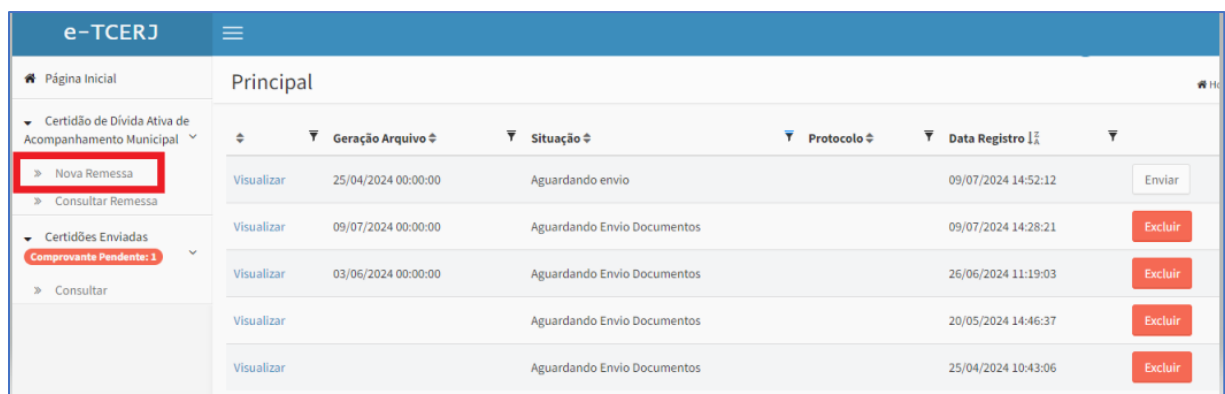 e-TCERJ
Página Inicial
Certidão de Dívida Ativa de
Acompanhamento Municipal
Nova Remessa
Consultar Remessa
Certidões Enviadas
Comprovante Pendente: 1
Consultar
Principal
Geração Arquivo Situação Protocolo Data Registro
Visualizar 25/04/2024 00:00:00 Aguardando envio 09/07/2024 14:52:12 Enviar
Visualizar 09/07/2024 00:00:00 Aguardando Envio Documentos 09/07/2024 14:28:21 Excluir
Visualizar 03/06/2024 00:00:00 Aguardando Envio Documentos 26/06/2024 11:19:03 Excluir
Visualizar Aguardando Envio Documentos 20/05/2024 14:46:37 Excluir
Visualizar Aguardando Envio Documentos 25/04/2024 10:43:06 Excluir